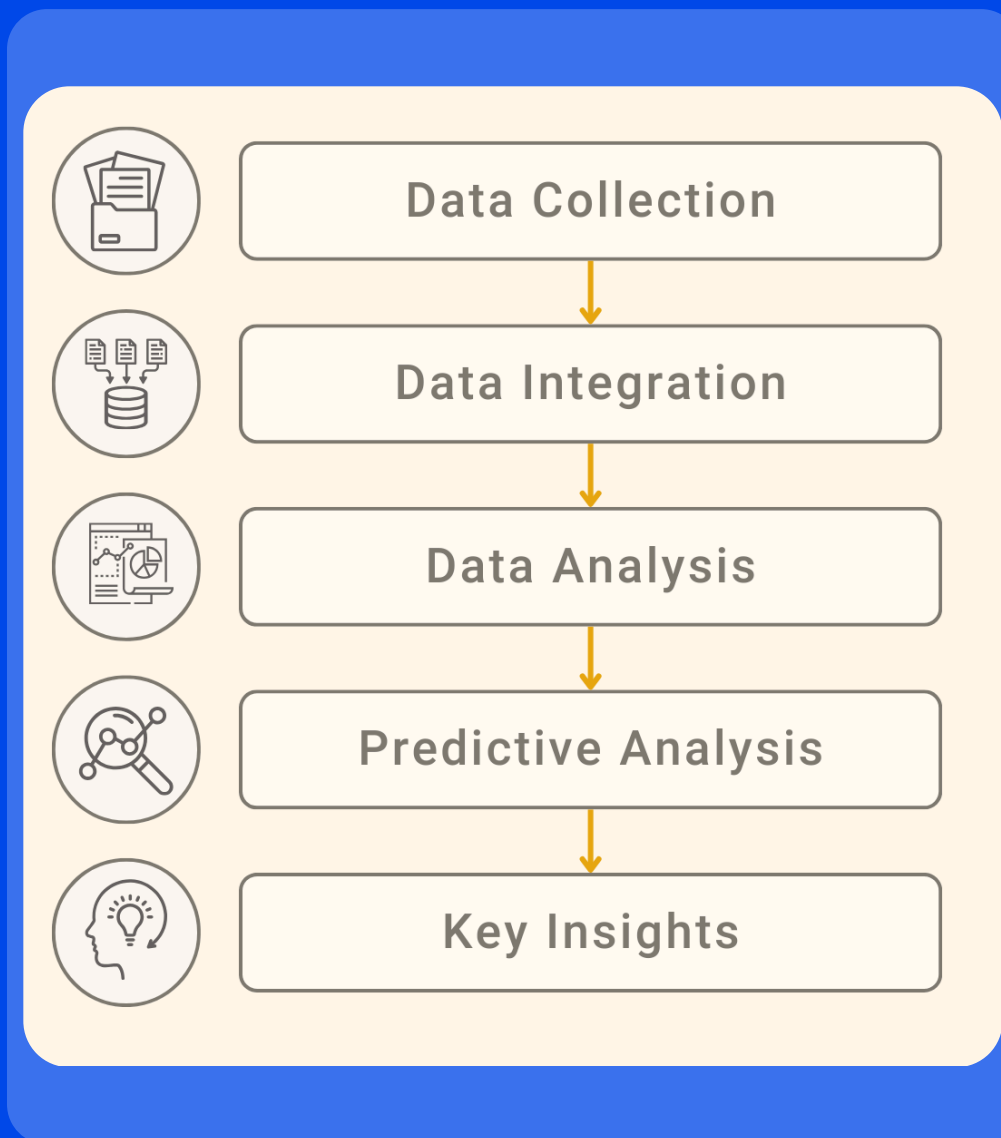 Data Collection
Data Integration
Data Analysis
Predictive Analysis
Key Insights